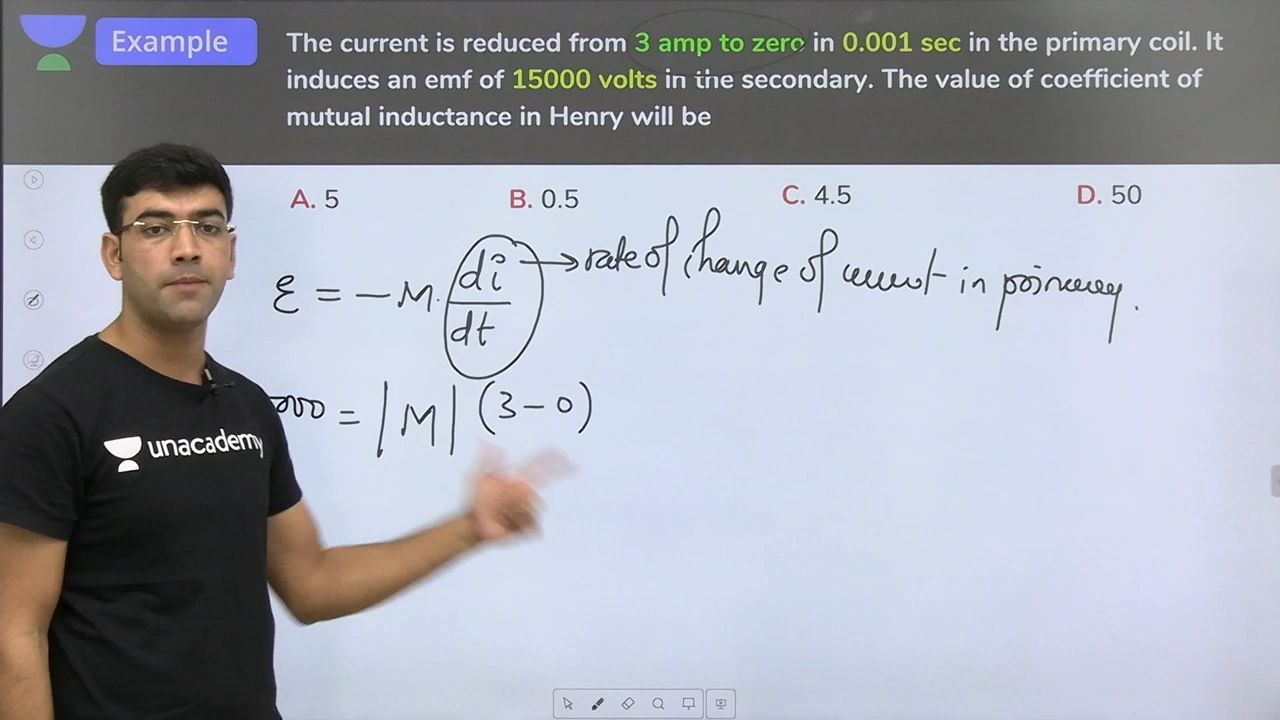 Example
The current is reduced from 3 amp to zero in 0.001 sec in the primary coil. It
induces an emf of 15000 volts in the secondary. The value of coefficient of
mutual inductance in Henry will be
A. 5 B. 0.5 C. 4.5 D. 50
ε = -M. di/dt → rate of change of current in primary.
000 = |M| (3-0)
unacademy